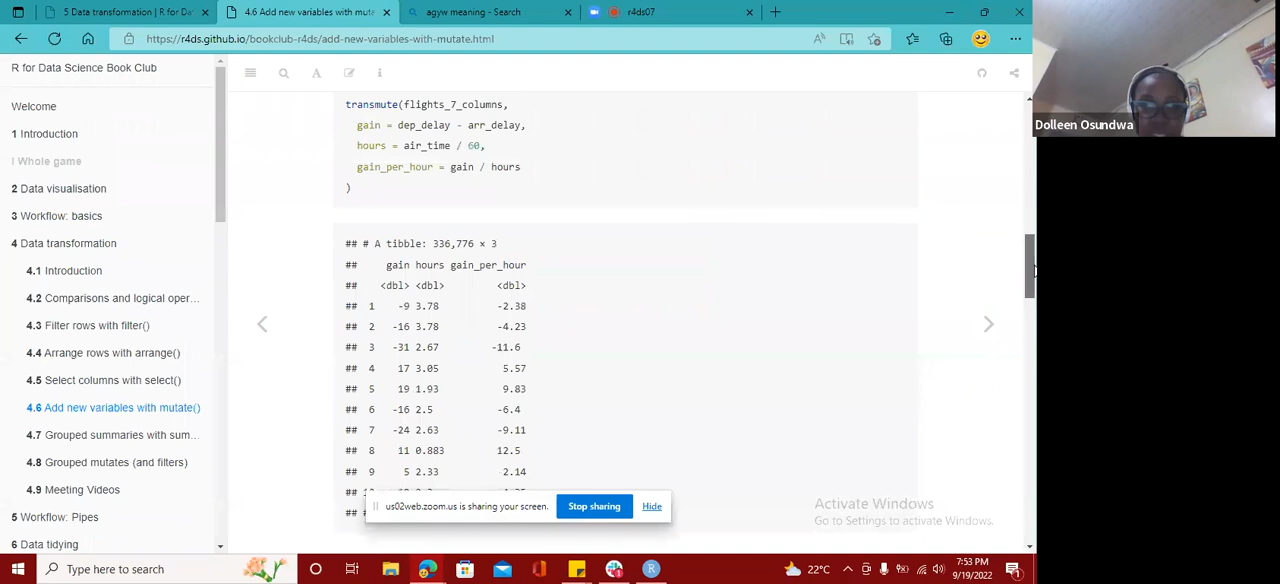 5 Data transformation | R for Dat
4.6 Add new variables with muta
agyw meaning - Search
r4ds07
https://r4ds.github.io/bookclub-r4ds/add-new-variables-with-mutate.html
R for Data Science Book Club
Welcome
1 Introduction
I Whole game
2 Data visualisation
3 Workflow: basics
4 Data transformation
4.1 Introduction
4.2 Comparisons and logical oper...
4.3 Filter rows with filter()
4.4 Arrange rows with arrange()
4.5 Select columns with select()
4.6 Add new variables with mutate()
4.7 Grouped summaries with sum...
4.8 Grouped mutates (and filters)
4.9 Meeting Videos
5 Workflow: Pipes
6 Data tidying
transmute(flights_7_columns,
gain = dep_delay - arr_delay,
hours = air_time / 60,
gain_per_hour = gain / hours
)
## # A tibble: 336,776 × 3
## gain hours gain_per_hour
## <dbl> <dbl> <dbl>
## 1 -9 3.78 -2.38
## 2 -16 3.78 -4.23
## 3 -31 2.67 -11.6
## 4 17 3.05 5.57
## 5 19 1.93 9.83
## 6 -16 2.5 -6.4
## 7 -24 2.63 -9.11
## 8 11 0.883 12.5
## 9 5 2.33 2.14
##
##
us02web.zoom.us is sharing your screen.
Stop sharing
Hide
Activate Windows
Go to Settings to activate Windows.
Dolleen Osundwa
Type here to search
22°C
7:53 PM
9/19/2022